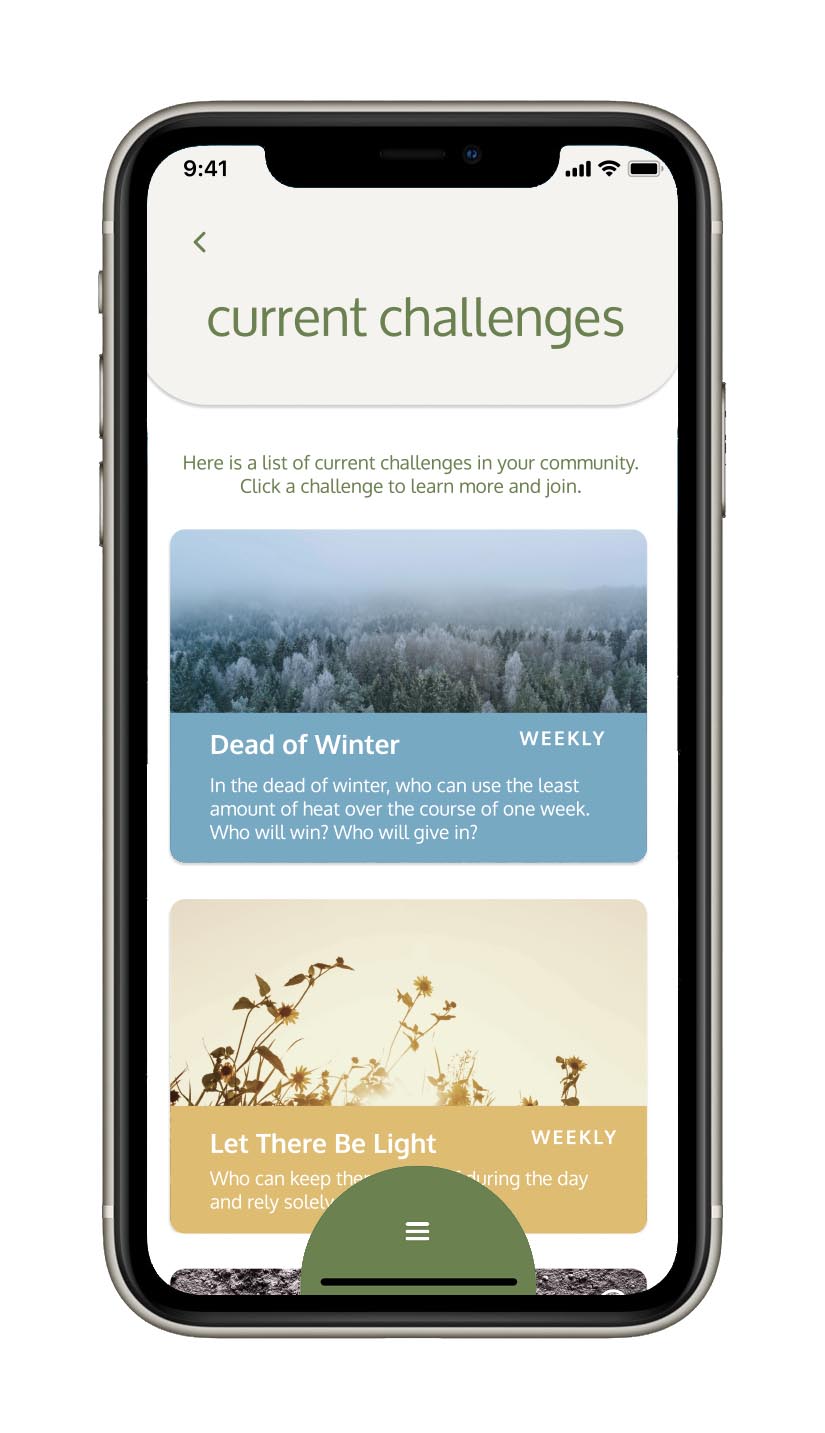 9:41
current challenges
Here is a list of current challenges in your community.
Click a challenge to learn more and join.
Dead of Winter
WEEKLY
In the dead of winter, who can use the least
amount of heat over the course of one week.
Who will win? Who will give in?
Let There Be Light
WEEKLY
Who can keep during the day
and rely solely